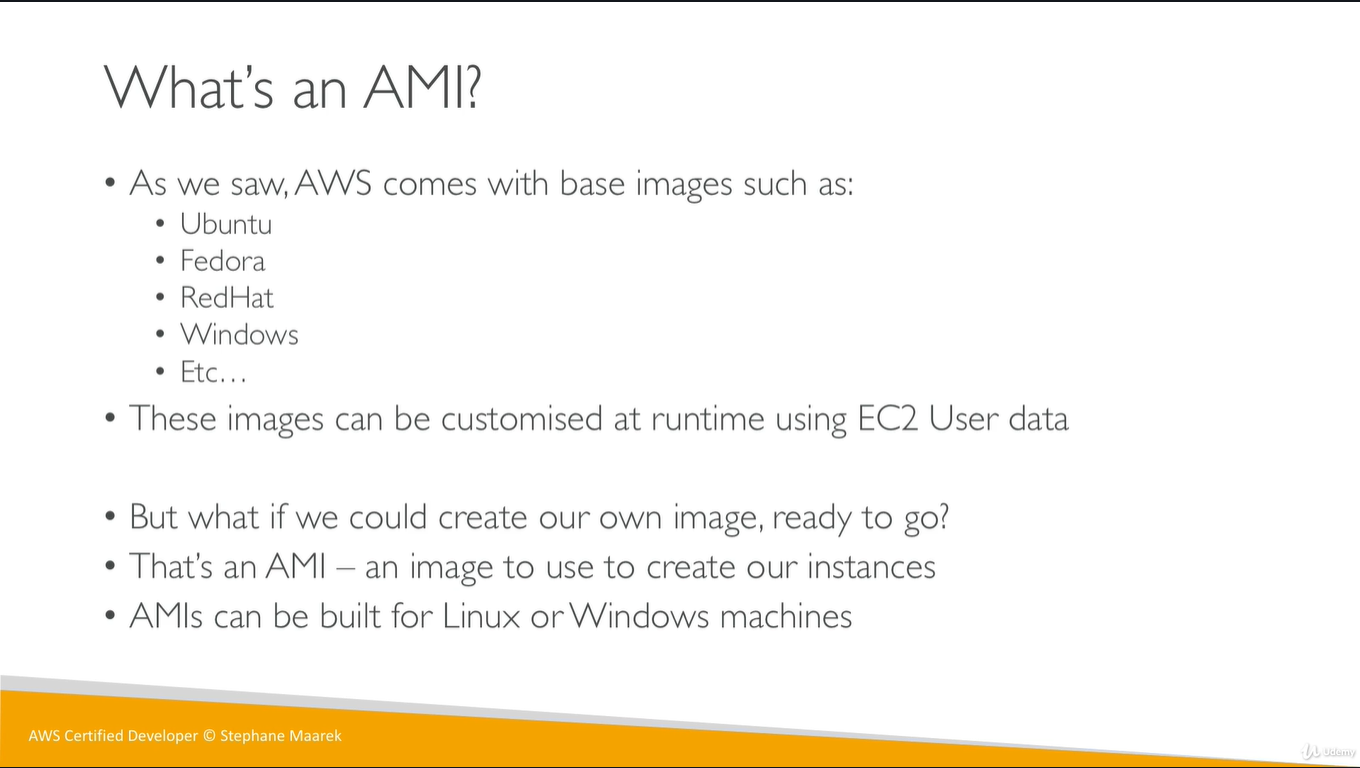 What's an AMI?
• As we saw, AWS comes with base images such as:
• Ubuntu
• Fedora
• RedHat
• Windows
• Etc…
• These images can be customised at runtime using EC2 User data
• But what if we could create our own image, ready to go?
• That's an AMI – an image to use to create our instances
• AMIs can be built for Linux or Windows machines
AWS Certified Developer © Stephane Maarek
Udemy